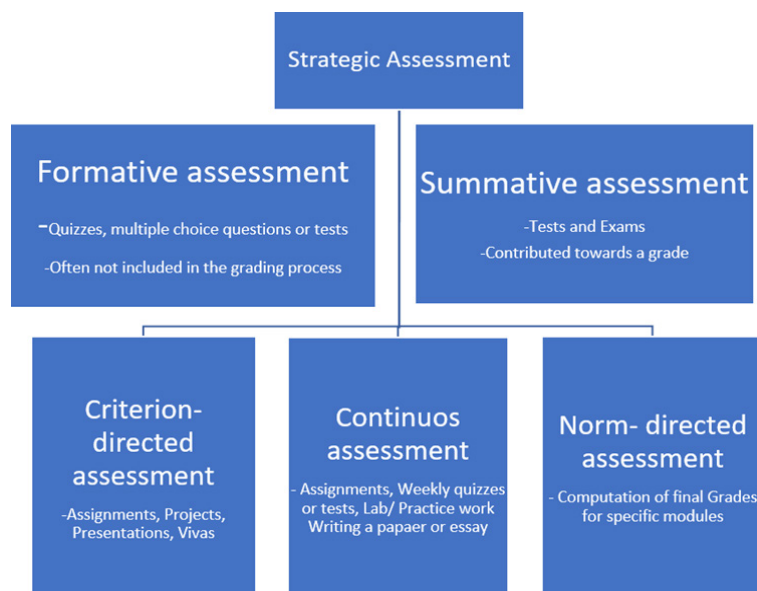 Strategic Assessment
Formative assessment
-Quizzes, multiple choice questions or tests
-Often not included in the grading process
Summative assessment
-Tests and Exams
-Contributed towards a grade
Criterion-
directed
assessment
-Assignments, Projects,
Presentations, Vivas
Continuos
assessment
- Assignments, Weekly quizzes
or tests, Lab/ Practice work
Writing a papaer or essay
Norm- directed
assessment
- Computation of final Grades
for specific modules